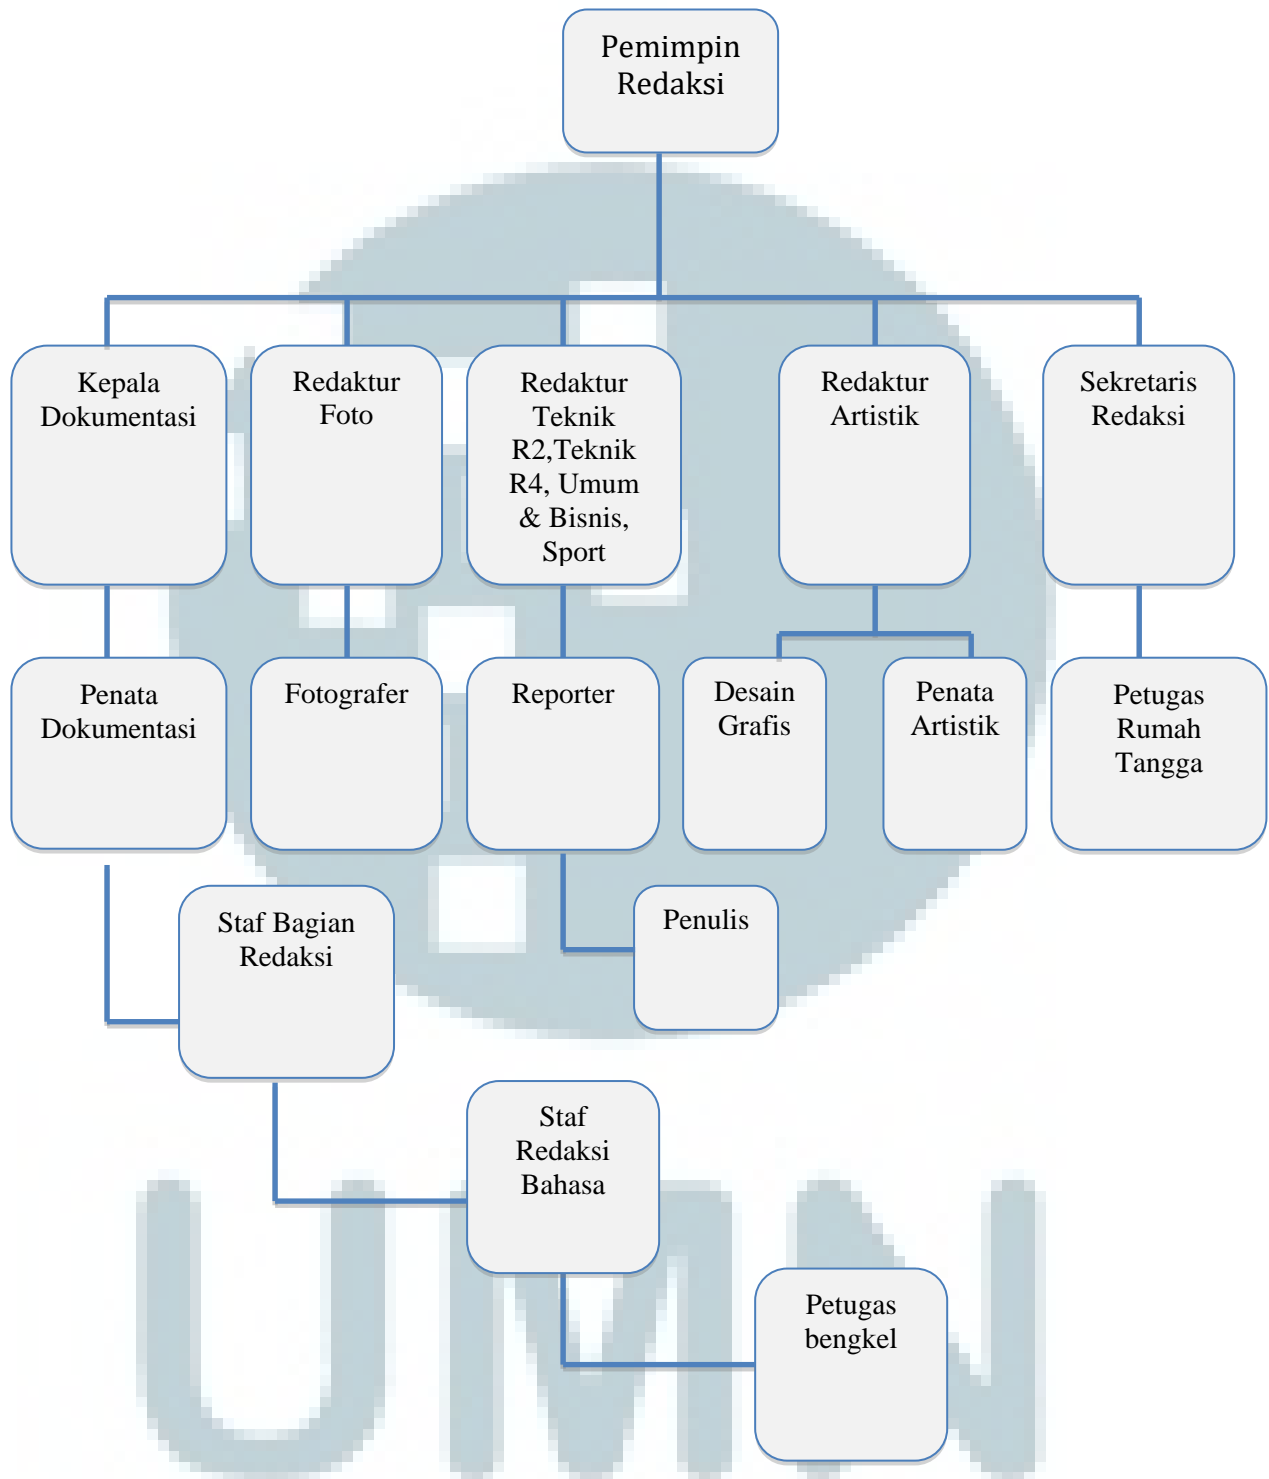 Pemimpin
Redaksi
Kepala
Dokumentasi
Redaktur
Foto
Redaktur
Teknik
R2,Teknik
R4, Umum
& Bisnis,
Sport
Redaktur
Artistik
Sekretaris
Redaksi
Penata
Dokumentasi
Fotografer
Reporter
Desain
Grafis
Penata
Artistik
Petugas
Rumah
Tangga
Staf Bagian
Redaksi
Penulis
Staf
Redaksi
Bahasa
Petugas
bengkel
UMN